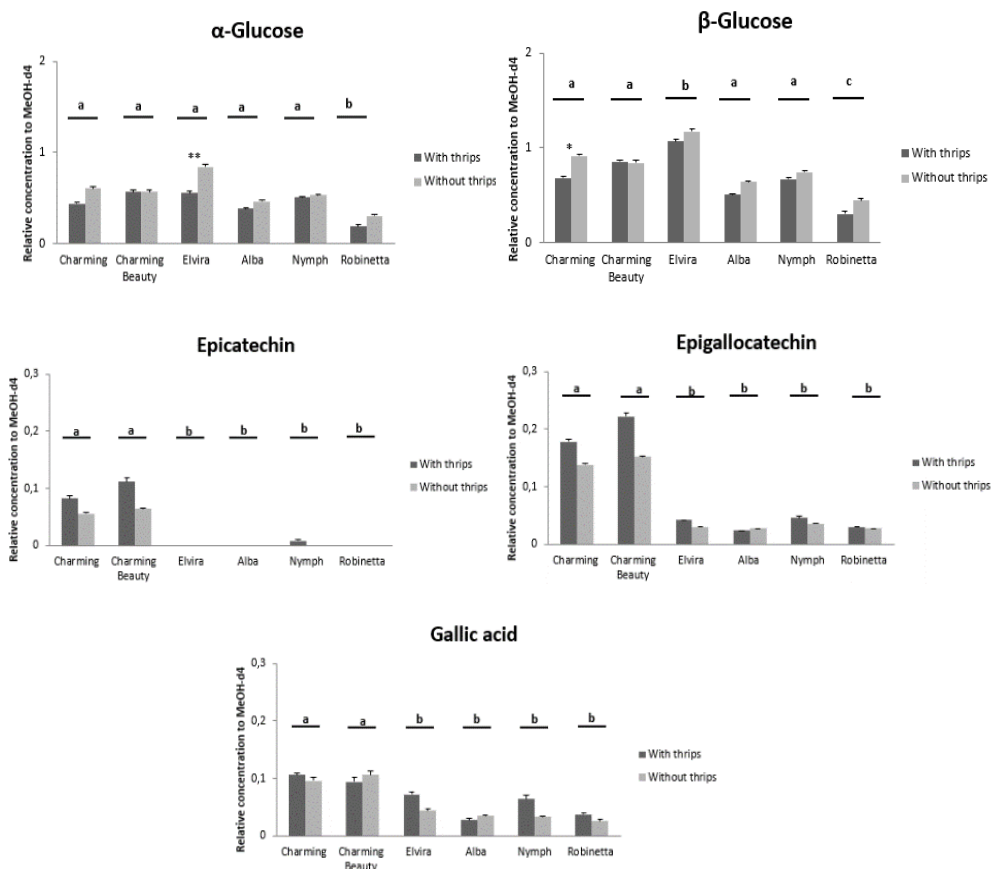 α-Glucose
Relative concentration to MeOH-d4
2
1
0
a a a a a b
**
With thrips
Without thrips
Charming Charming Beauty Elvira Alba Nymph Robinetta
β-Glucose
Relative concentration to MeOH-d4
2
1
0
a a b a a c
*
With thrips
Without thrips
Charming Charming Beauty Elvira Alba Nymph Robinetta
Epicatechin
Relative concentration to MeOH-d4
0,3
0,2
0,1
0
a a b b b b
With thrips
Without thrips
Charming Charming Beauty Elvira Alba Nymph Robinetta
Epigallocatechin
Relative concentration to MeOH-d4
0,3
0,2
0,1
0
a a b b b b
With thrips
Without thrips
Charming Charming Beauty Elvira Alba Nymph Robinetta
Gallic acid
Relative concentration to MeOH-d4
0,3
0,2
0,1
0
a a b b b b
With thrips
Without thrips
Charming Charming Beauty Elvira Alba Nymph Robinetta